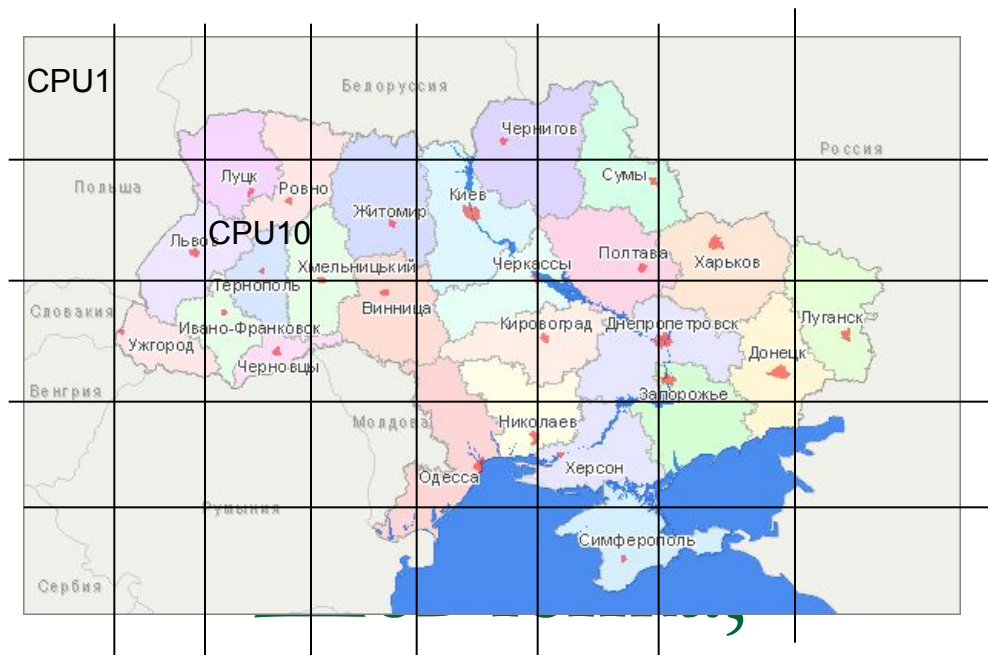 CPU1
Белоруссия
Чернигов
Россия
Луцк
Ровно
Польша
Сумы
Киев
Житомир
Львов
CPU10
Хмельницький
Черкассы
Полтава
Харьков
Тернополь
Винница
Словакия
Ивано-Франковск
Кировоград
Днепропетровск
Луганск
Ужгород
Черновцы
Донецк
Венгрия
Запорожье
Молдова
Николаев
Одесса
Херсон
Румыния
Симферополь
Сербия